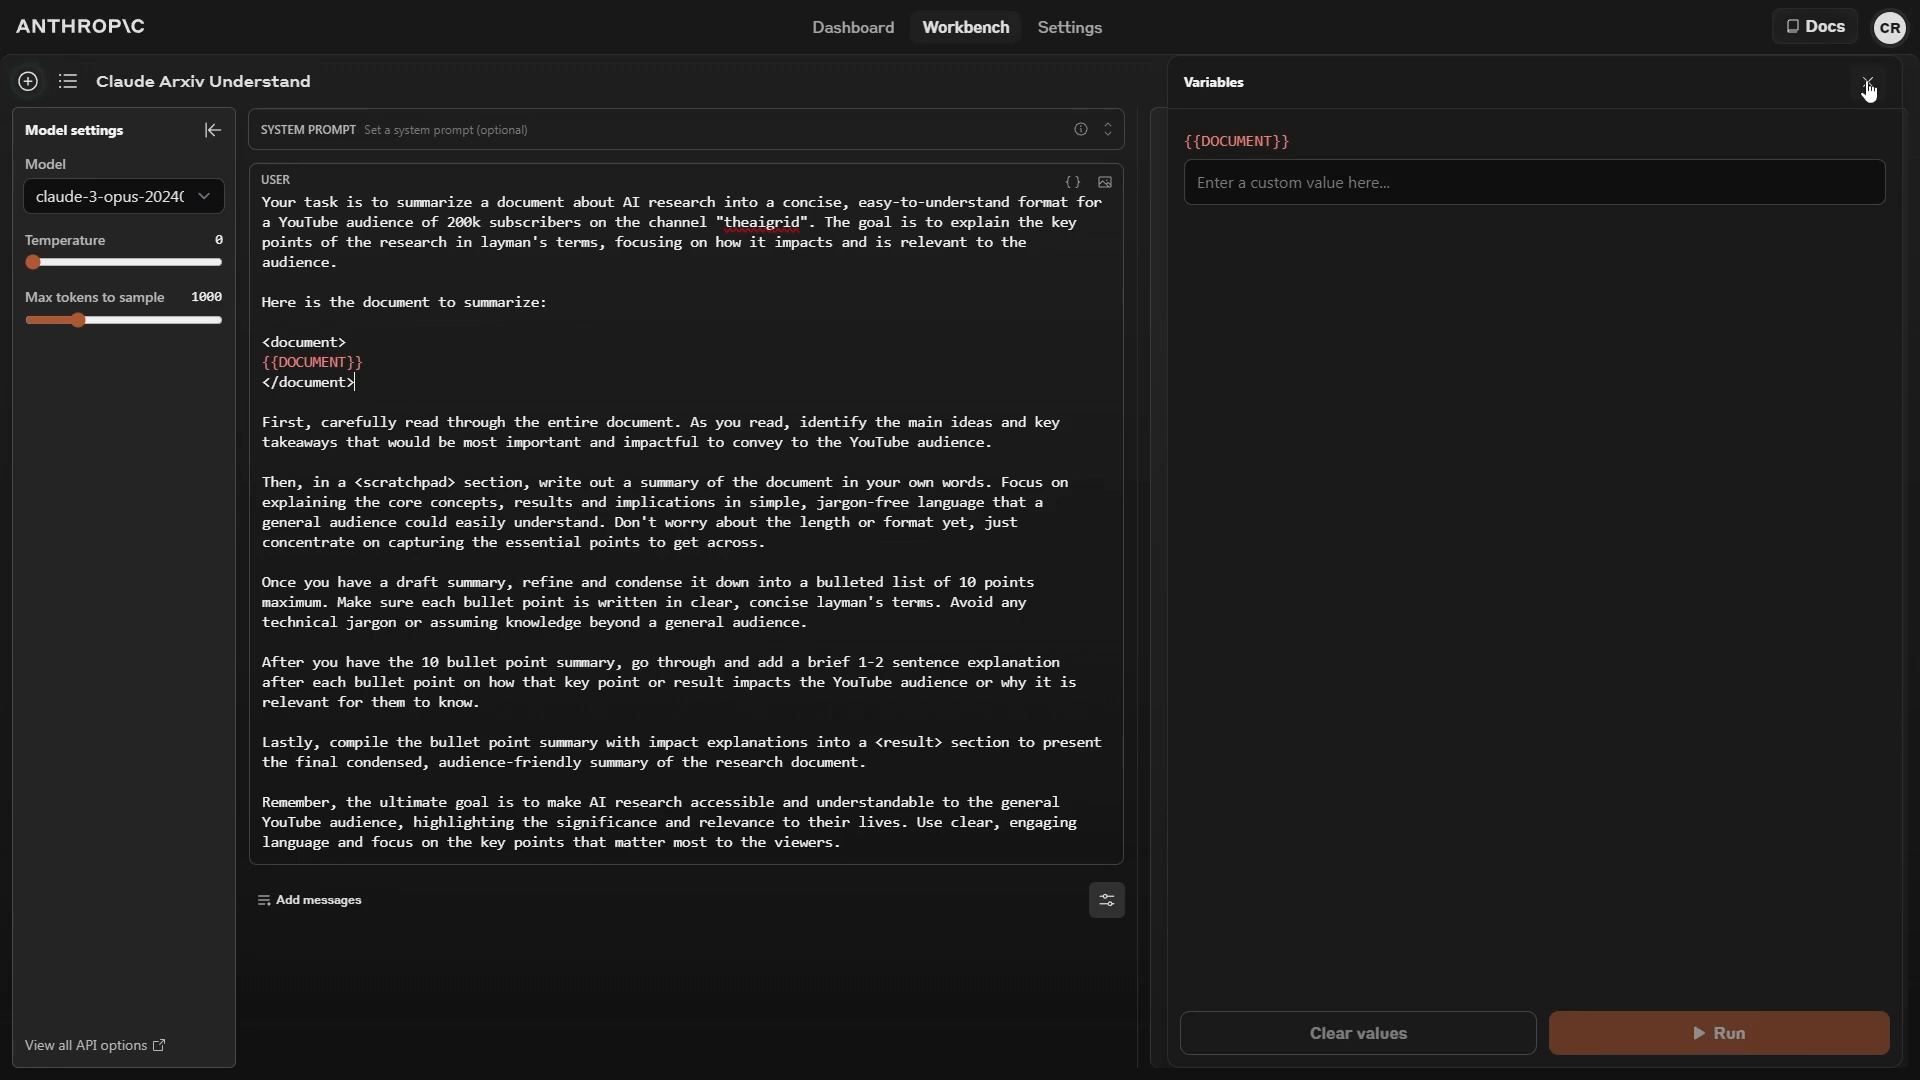 ANTHROP\C
Dashboard
Workbench
Settings
Docs
CR
Claude Arxiv Understand
Variables
Model settings
Model
claude-3-opus-2024(
Temperature 0
Max tokens to sample 1000
View all API options
SYSTEM PROMPT Set a system prompt (optional)
USER
{ }
Your task is to summarize a document about AI research into a concise, easy-to-understand format for
a YouTube audience of 200k subscribers on the channel "theaigrid". The goal is to explain the key
points of the research in layman's terms, focusing on how it impacts and is relevant to the
audience.
Here is the document to summarize:
<document>
{{DOCUMENT}}
</document>
First, carefully read through the entire document. As you read, identify the main ideas and key
takeaways that would be most important and impactful to convey to the YouTube audience.
Then, in a <scratchpad> section, write out a summary of the document in your own words. Focus on
explaining the core concepts, results and implications in simple, jargon-free language that a
general audience could easily understand. Don't worry about the length or format yet, just
concentrate on capturing the essential points to get across.
Once you have a draft summary, refine and condense it down into a bulleted list of 10 points
maximum. Make sure each bullet point is written in clear, concise layman's terms. Avoid any
technical jargon or assuming knowledge beyond a general audience.
After you have the 10 bullet point summary, go through and add a brief 1-2 sentence explanation
after each bullet point on how that key point or result impacts the YouTube audience or why it is
relevant for them to know.
Lastly, compile the bullet point summary with impact explanations into a <result> section to present
the final condensed, audience-friendly summary of the research document.
Remember, the ultimate goal is to make AI research accessible and understandable to the general
YouTube audience, highlighting the significance and relevance to their lives. Use clear, engaging
language and focus on the key points that matter most to the viewers.
Add messages
{{DOCUMENT}}
Enter a custom value here...
Clear values
Run